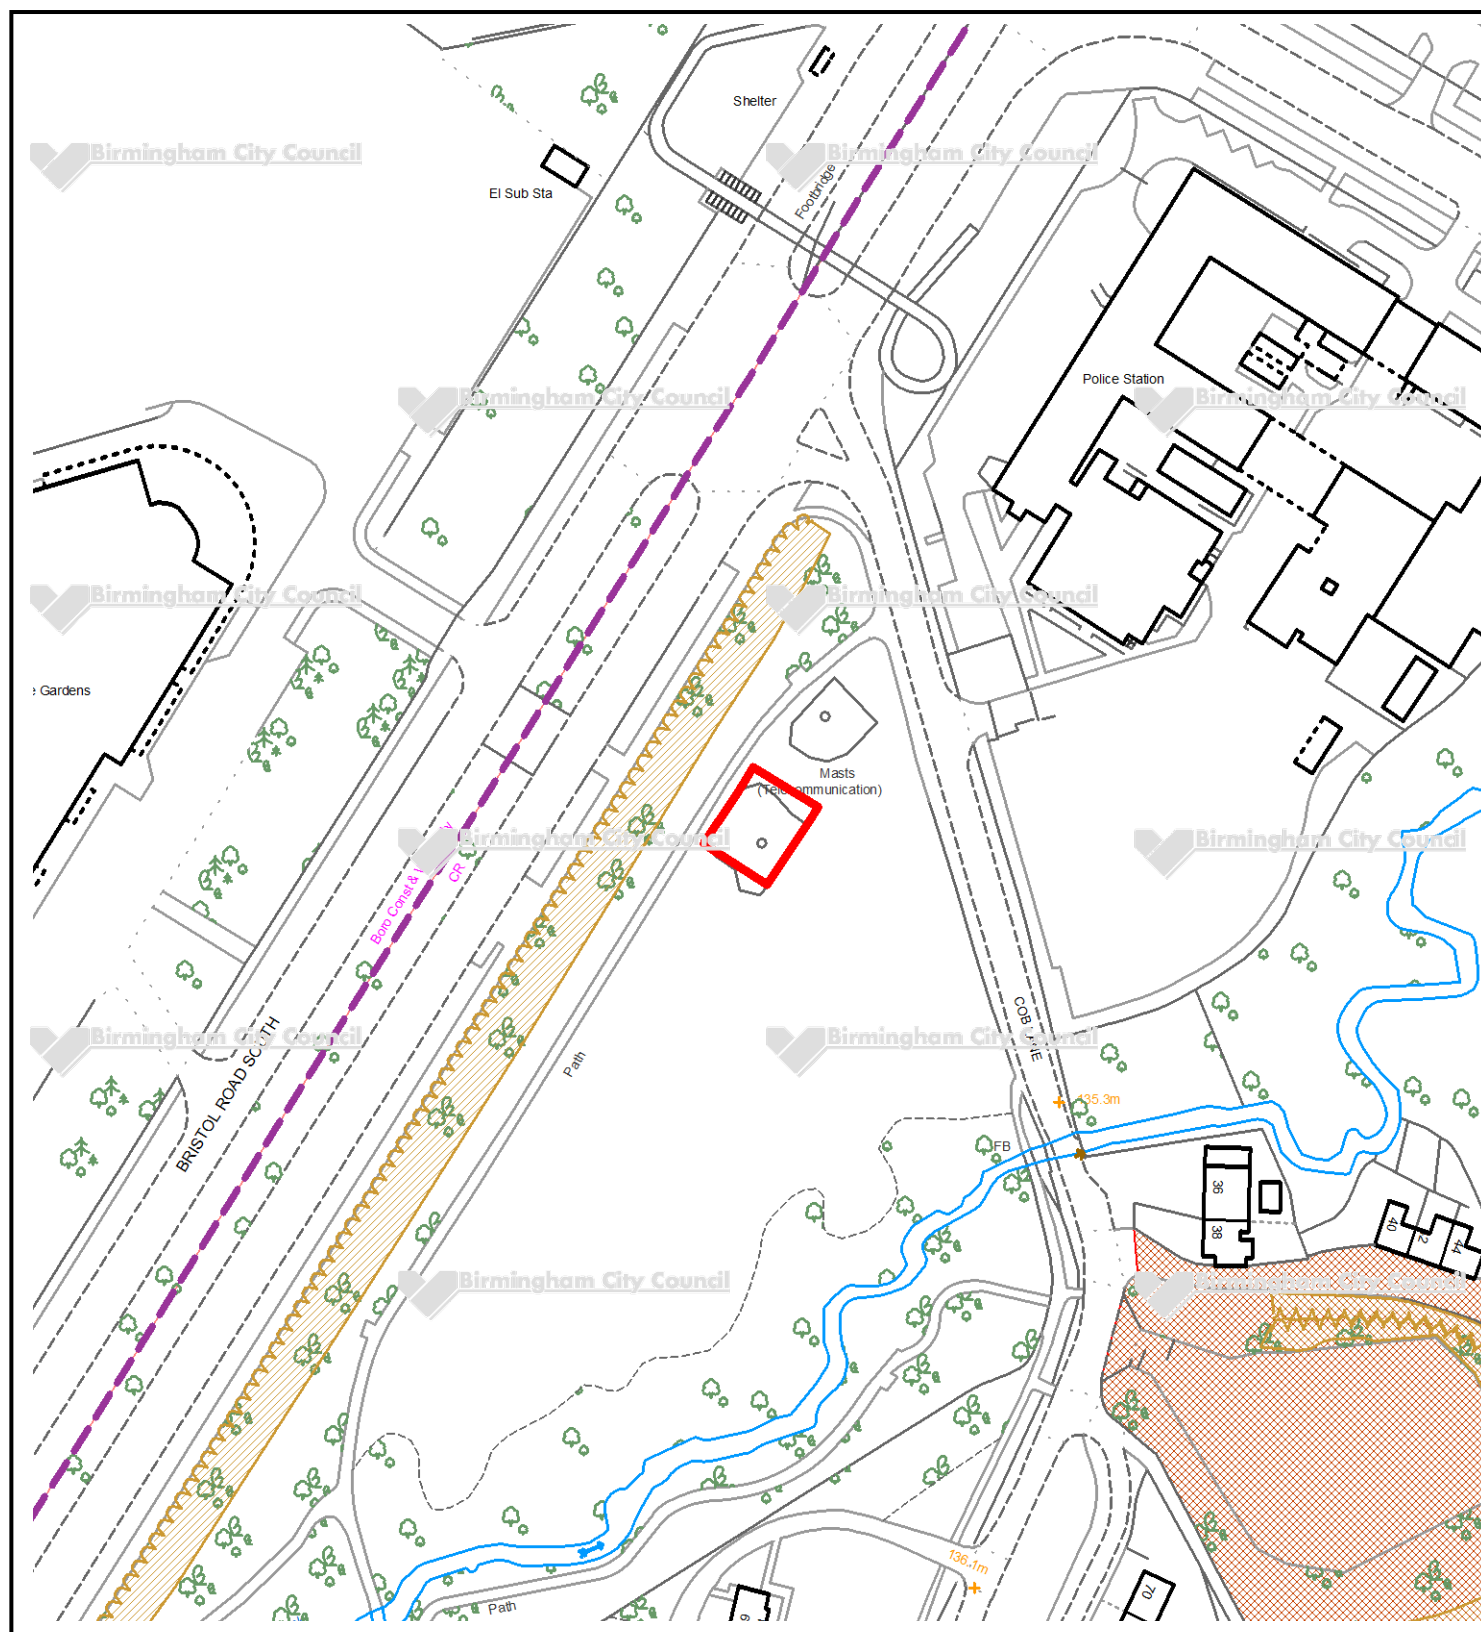 Shelter
Birmingham City Council
Birmingham City Council
El Sub Sta
Footbridge
Police Station
Birmingham City Council
Birmingham City Council
Birmingham City Council
Birmingham City Council
Gardens
Masts
(Telecommunication)
Birmingham City Council
Birmingham City Council
Boro Const &
CR
BRISTOL ROAD SOUTH
Birmingham City Council
Birmingham City Council
COB LANE
Path
135.3m
FB
36
38
40
2
44
Birmingham City Council
Birmingham City Council
136.1m
70
Path
6